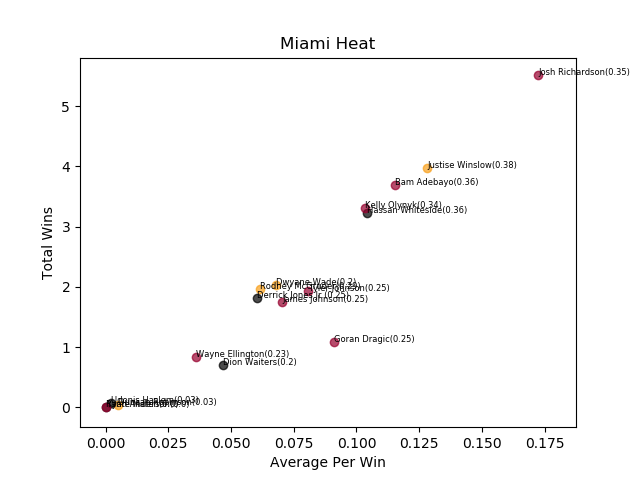 Miami Heat
Josh Richardson(0.35)
Justise Winslow(0.38)
Bam Adebayo(0.36)
Kelly Olynyk(0.34)
Hassan Whiteside(0.36)
Dwyane Wade(0.2)
Rodney
Johnson(0.25)
Derrick Jones Jr.(0.25)
James Johnson(0.25)
Goran Dragic(0.25)
Wayne Ellington(0.23)
Dion Waiters(0.2)
Udonis Haslem(0.03)
0
1
2
3
4
5
Total Wins
0.000
0.025
0.050
0.075
0.100
0.125
0.150
0.175
Average Per Win